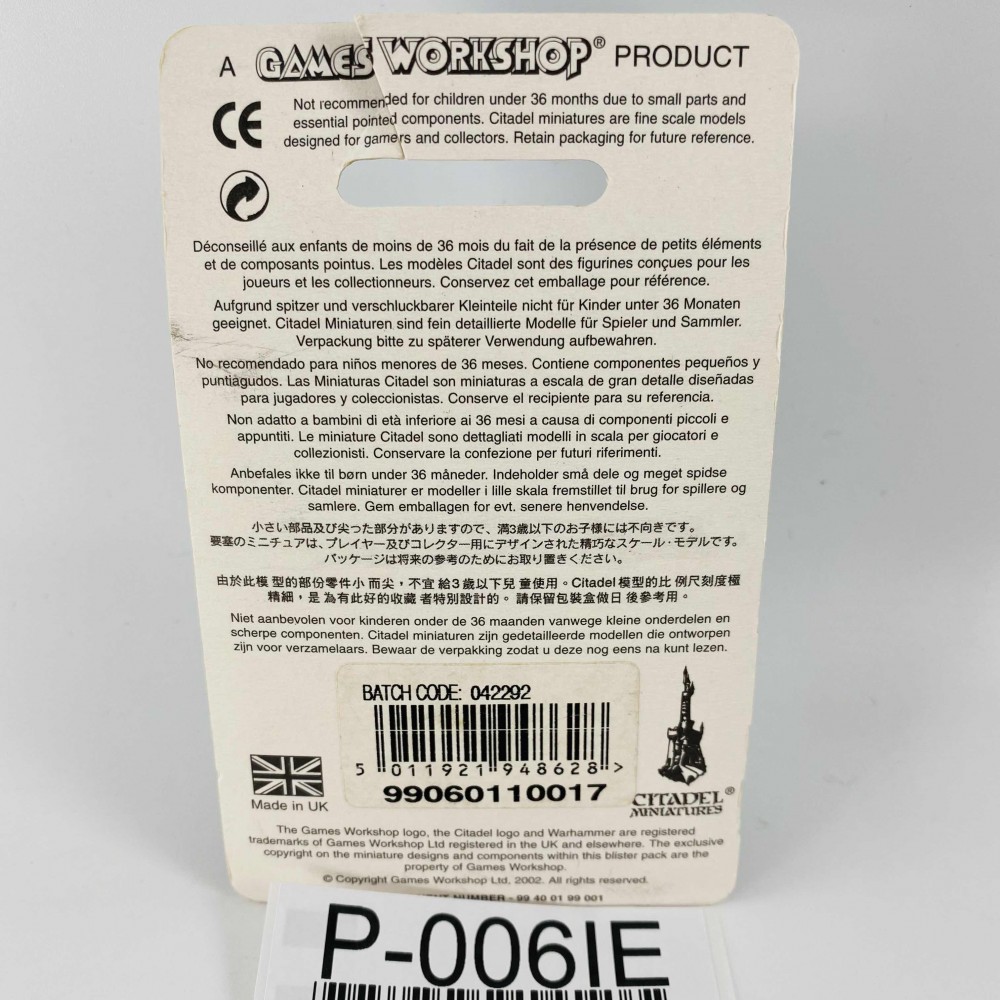 A GAMES WORKSHOP® PRODUCT
CE
Not recommended for children under 36 months due to small parts and
essential pointed components. Citadel miniatures are fine scale models
designed for gamers and collectors. Retain packaging for future reference.
Déconseillé aux enfants de moins de 36 mois du fait de la présence de petits éléments
et de composants pointus. Les modèles Citadel sont des figurines conçues pour les
joueurs et les collectionneurs. Conservez cet emballage pour référence.
Aufgrund spitzer und verschluckbarer Kleinteile nicht für Kinder unter 36 Monaten
geeignet. Citadel Miniaturen sind fein detaillierte Modelle für Spieler und Sammler.
Verpackung bitte zu späterer Verwendung aufbewahren.
No recomendado para niños menores de 36 meses. Contiene componentes pequeños y
puntiagudos. Las Miniaturas Citadel son miniaturas a escala de gran detalle diseñadas
para jugadores y coleccionistas. Conserve el recipiente para su referencia.
Non adatto a bambini di età inferiore ai 36 mesi a causa di componenti piccoli e
appuntiti. Le miniature Citadel sono dettagliati modelli in scala per giocatori e
collezionisti. Conservare la confezione per futuri riferimenti.
Anbefales ikke til børn under 36 måneder. Indeholder små dele og meget spidse
komponenter. Citadel miniaturer er modeller i lille skala fremstillet til brug for spillere og
samlere. Gem emballagen for evt. senere henvendelse.
小さい部品及び尖った部分がありますので、満3歳以下のお子様には不向きです。
要塞のミニチュアは、プレイヤー及びコレクター用にデザインされた精巧なスケール・モデルです。
パッケージは将来の参考のためにお取り置きください。
由於此模 型的部份零件小 而尖，不宜 給3 歲以下兒 童使用。Citadel 模型的比 例尺刻度極
精細，是 為有此好的收藏 者特別設計的。 請保留包裝盒做日 後參考用。
Niet aanbevolen voor kinderen onder de 36 maanden vanwege kleine onderdelen en
scherpe componenten. Citadel miniaturen zijn gedetailleerde modellen die ontworpen
zijn voor verzamelaars. Bewaar de verpakking zodat u deze nog eens na kunt lezen.
BATCH CODE: 042292
5 011921 948628 >
99060110017
Made in UK
CITADEL®
MINIATURES
The Games Workshop logo, the Citadel logo and Warhammer are registered
trademarks of Games Workshop Ltd registered in the UK and elsewhere. The exclusive
copyright on the miniature designs and components within this blister pack are the
property of Games Workshop.
© Copyright Games Workshop Ltd, 2002. All rights reserved.
NUMBER - 99 40 01 99 001
P-006IE